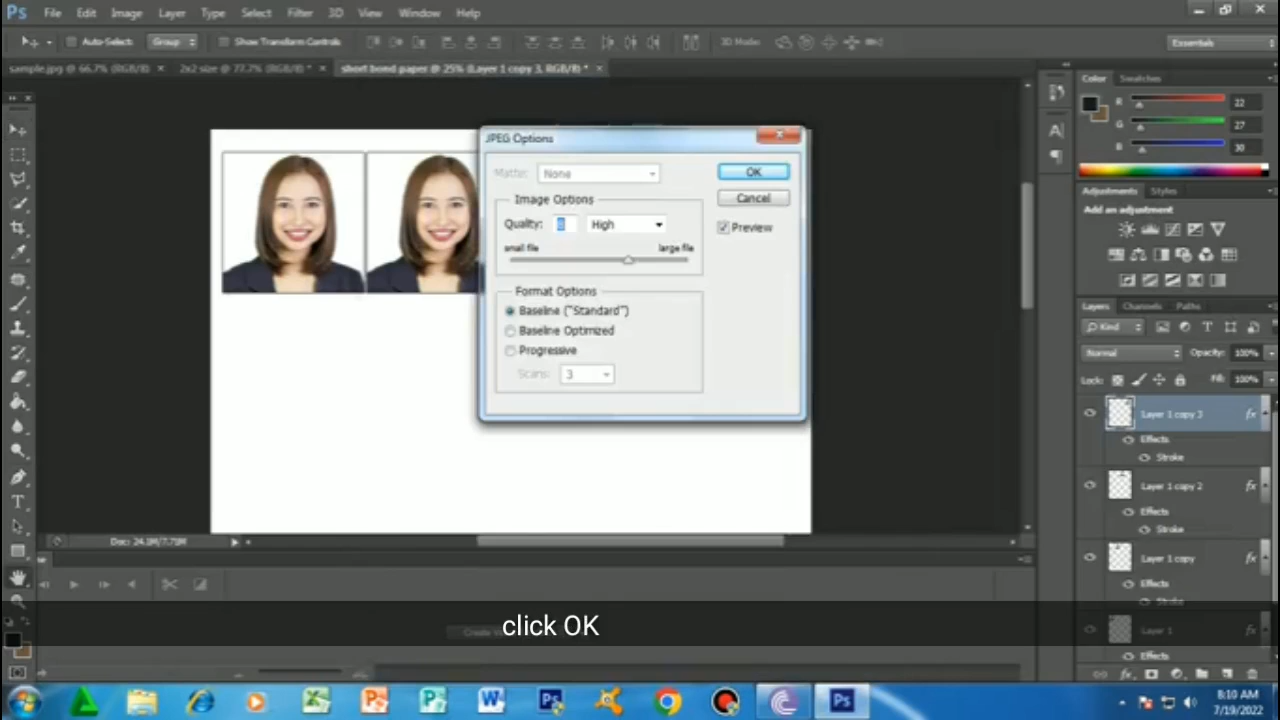 Ps File Edit Image Layer Type Select Filter 3D View Window Help
Auto-Select: Group Show Transform Controls 3D Mode: Essentials
sample.jpg @ 66.7% (RGB/8) × 2x2 size @ 77.7% (RGB/8) * × short bond paper @ 25% (Layer 1 copy 3, RGB/8) * ×
Color Swatches
R 22
G 27
B 30
Adjustments Styles
Add an adjustment
JPEG Options
Matte: None
OK
Image Options
Cancel
Quality: 8 High
Preview
small file large file
Format Options
Baseline ("Standard")
Baseline Optimized
Progressive
Scans: 3
Layers Channels Paths
Kind
Normal Opacity: 100%
Lock: Fill: 100%
Layer 1 copy 3 fx
Effects
Stroke
Layer 1 copy 2 fx
Effects
Stroke
Layer 1 copy fx
Effects
Stroke
Layer 1 fx
Effects
Doc: 24.1M/7.71M
click OK
8:10 AM
7/19/2022